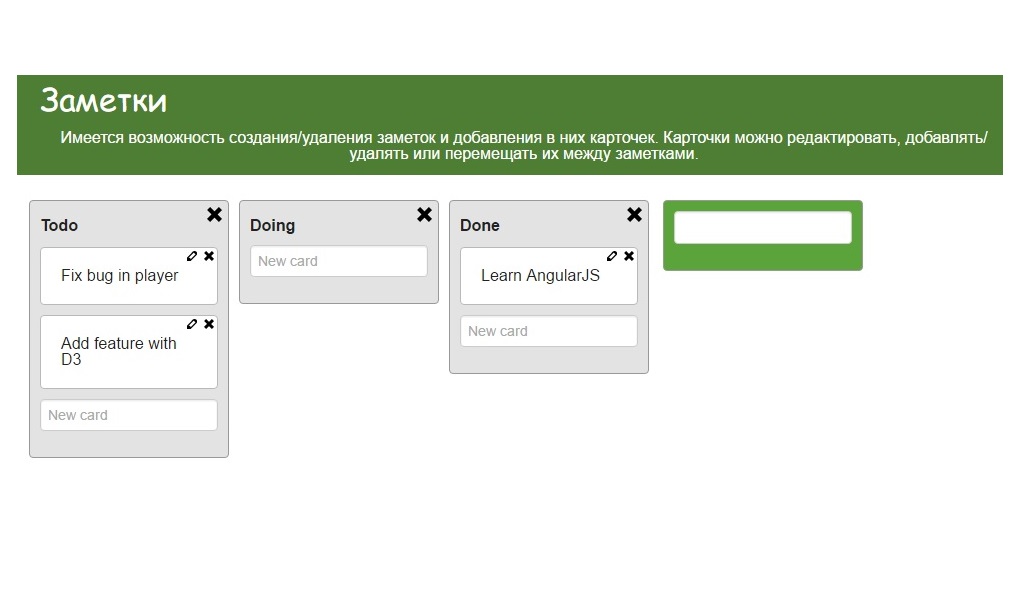 Заметки
Имеется возможность создания/удаления заметок и добавления в них карточек. Карточки можно редактировать, добавлять/
удалять или перемещать их между заметками.
Todo
Fix bug in player
Add feature with
D3
New card
Doing
New card
Done
Learn AngularJS
New card